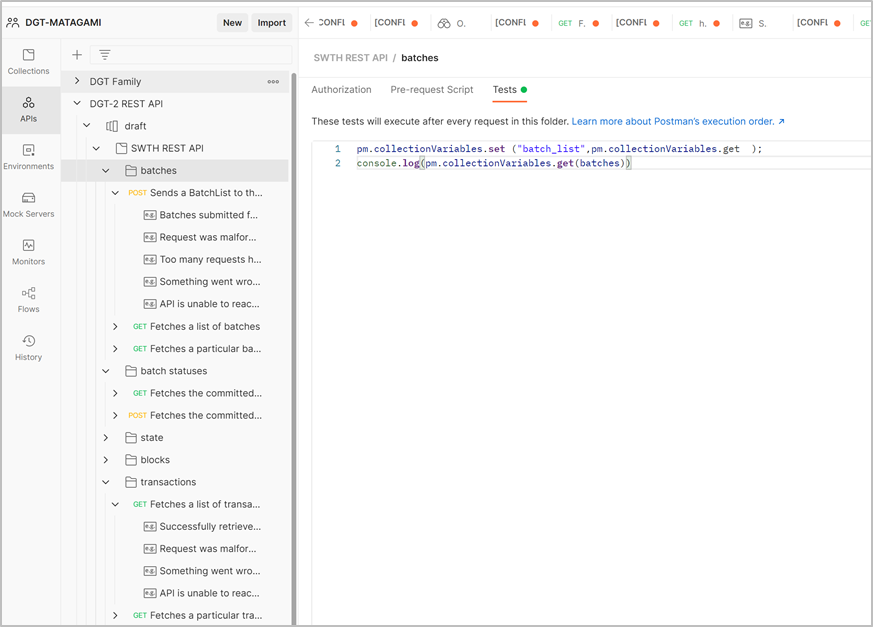 DGT-MATAGAMI
New
Import
CONFL
[CONFL
O.
[CONFL
GET F.
[CONFL
GET h.
e.g. S.
[CONFL
GET
Collections
APIs
Environments
Mock Servers
Monitors
Flows
History
DGT Family
DGT-2 REST API
draft
SWTH REST API
batches
POST Sends a BatchList to th...
e.g. Batches submitted f...
e.g. Request was malfor...
e.g. Too many requests h...
e.g. Something went wro...
e.g. API is unable to reac...
GET Fetches a list of batches
GET Fetches a particular ba...
batch statuses
GET Fetches the committed...
POST Fetches the committed...
state
blocks
transactions
GET Fetches a list of transa...
e.g. Successfully retrieve...
e.g. Request was malfor...
e.g. Something went wro...
e.g. API is unable to reac...
GET Fetches a particular tra...
SWTH REST API / batches
Authorization
Pre-request Script
Tests
These tests will execute after every request in this folder. Learn more about Postman's execution order. ↗
1 pm.collectionVariables.set ("batch_list",pm.collectionVariables.get );
2 console.log(pm.collectionVariables.get(batches))